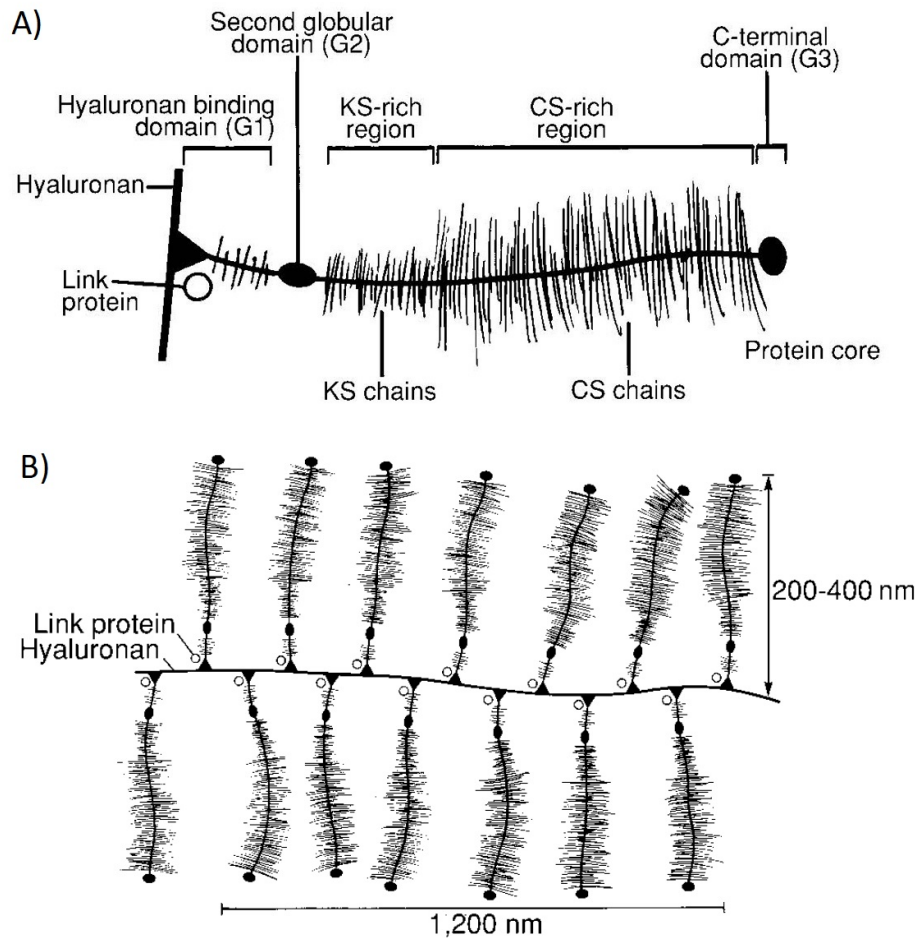 A)
Second globular
domain (G2)
C-terminal
domain (G3)
Hyaluronan binding
domain (G1)
KS-rich
region
CS-rich
region
Hyaluronan
Link
protein
KS chains
CS chains
Protein core
B)
200-400 nm
Link protein
Hyaluronan
1,200 nm